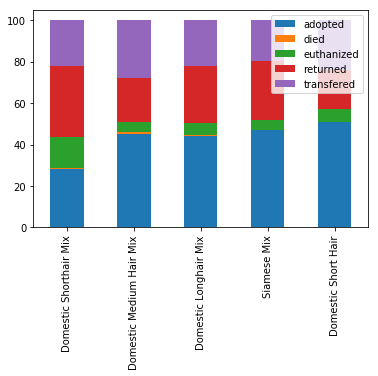 100
80
60
40
20
0
adopted
died
euthanized
returned
transfered
Domestic Shorthair Mix
Domestic Medium Hair Mix
Domestic Longhair Mix
Siamese Mix
Domestic Short Hair